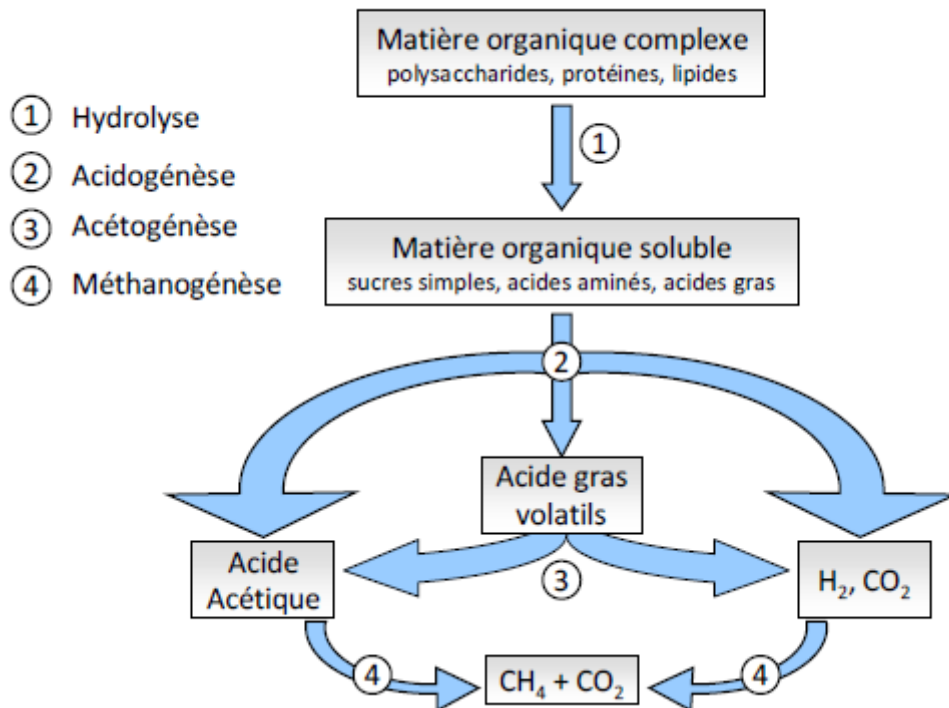 Matière organique complexe
polysaccharides, protéines, lipides
① Hydrolyse
② Acidogénèse
③ Acétogénèse
④ Méthanogénèse
①
Matière organique soluble
sucres simples, acides aminés, acides gras
②
Acide gras
volatils
Acide
Acétique
③
H₂, CO₂
④
CH₄ + CO₂
④